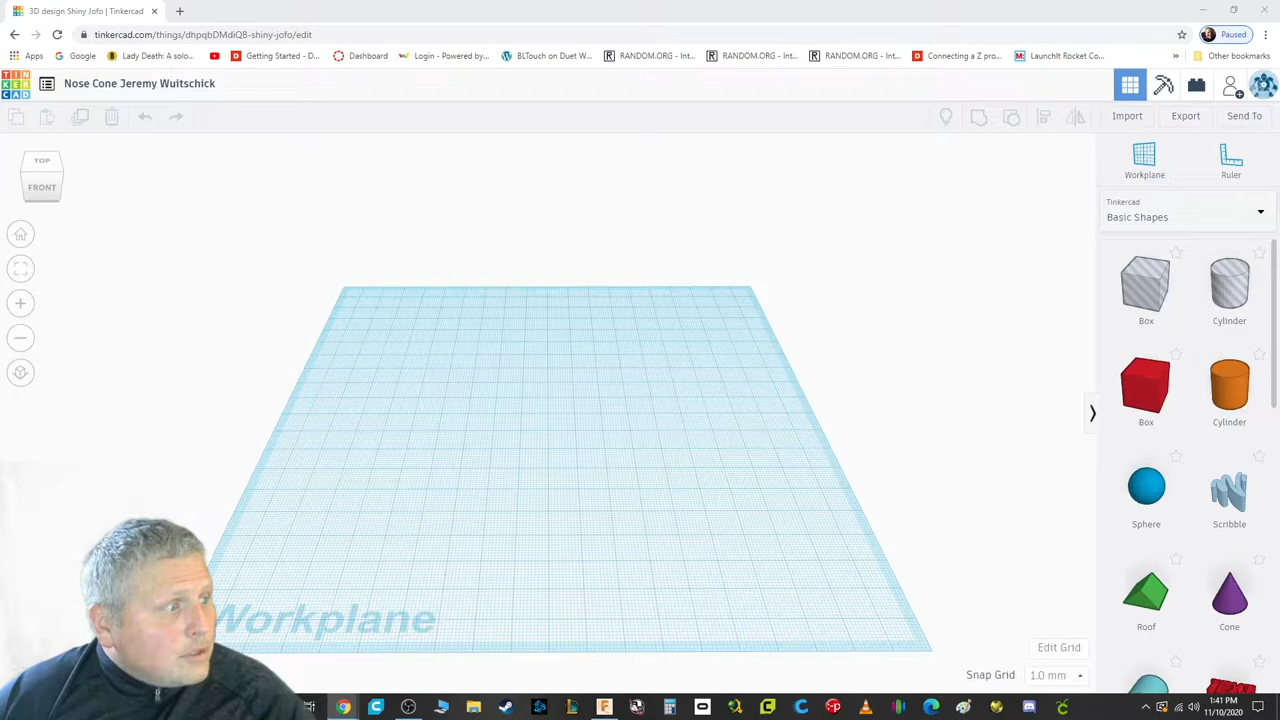 3D design Shiny Jofo | Tinkercad
tinkercad.com/things/dhpqbDMdiQB-shiny-jofo/edit
Paused
Apps
Google
Lady Death: A solo...
Getting Started - D...
Dashboard
Login - Powered by...
BLTouch on Duet W...
RANDOM.ORG - Int...
RANDOM.ORG - Int...
RANDOM.ORG - Int...
Connecting a Z pro...
LaunchIt Rocket Co...
»
Other bookmarks
TIN
KER
CAD
Nose Cone Jeremy Wuitschick
Import
Export
Send To
TOP
FRONT
Workplane
Ruler
Tinkercad
Basic Shapes
Box
Cylinder
Box
Cylinder
Sphere
Scribble
Roof
Cone
Workplane
Edit Grid
Snap Grid
1.0 mm
1:41 PM
11/10/2020